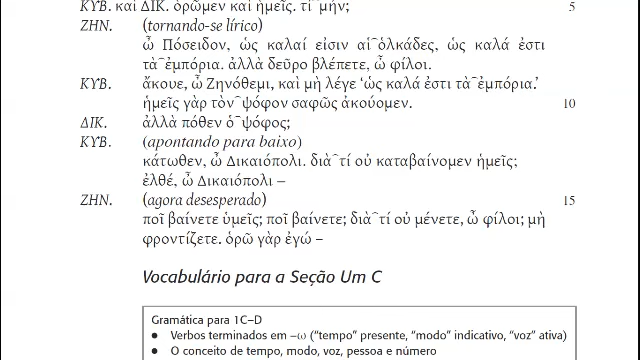 ΚΥΒ. καὶ ΔΙΚ. ὁρῶμεν καὶ ἡμεῖς. τί μήν; 5
ΖΗΝ. (tornando-se lírico)
ὦ Πόσειδον, ὡς καλαί εἰσιν αἱ‿ὁλκάδες, ὡς καλά ἐστι
τὰ‿ἐμπόρια. ἀλλὰ δεῦρο βλέπετε, ὦ φίλοι.
ΚΥΒ. ἄκουε, ὦ Ζηνόθεμι, καὶ μὴ λέγε ‘ὡς καλά ἐστι τὰ‿ἐμπόρια.’
ἡμεῖς γὰρ τὸν‿ψόφον σαφῶς ἀκούομεν. 10
ΔΙΚ. ἀλλὰ πόθεν ὁ‿ψόφος;
ΚΥΒ. (apontando para baixo)
κάτωθεν, ὦ Δικαιόπολι. διὰ‿τί οὐ καταβαίνομεν ἡμεῖς;
ἐλθέ, ὦ Δικαιόπολι –
ΖΗΝ. (agora desesperado) 15
ποῖ βαίνετε ὑμεῖς; ποῖ βαίνετε; διὰ‿τί οὐ μένετε, ὦ φίλοι; μὴ
φροντίζετε. ὁρῶ γὰρ ἐγώ –
Vocabulário para a Seção Um C
Gramática para 1C–D
• Verbos terminados em –ω (“tempo” presente, “modo” indicativo, “voz” ativa)
• O conceito de tempo, modo, voz, pessoa e número